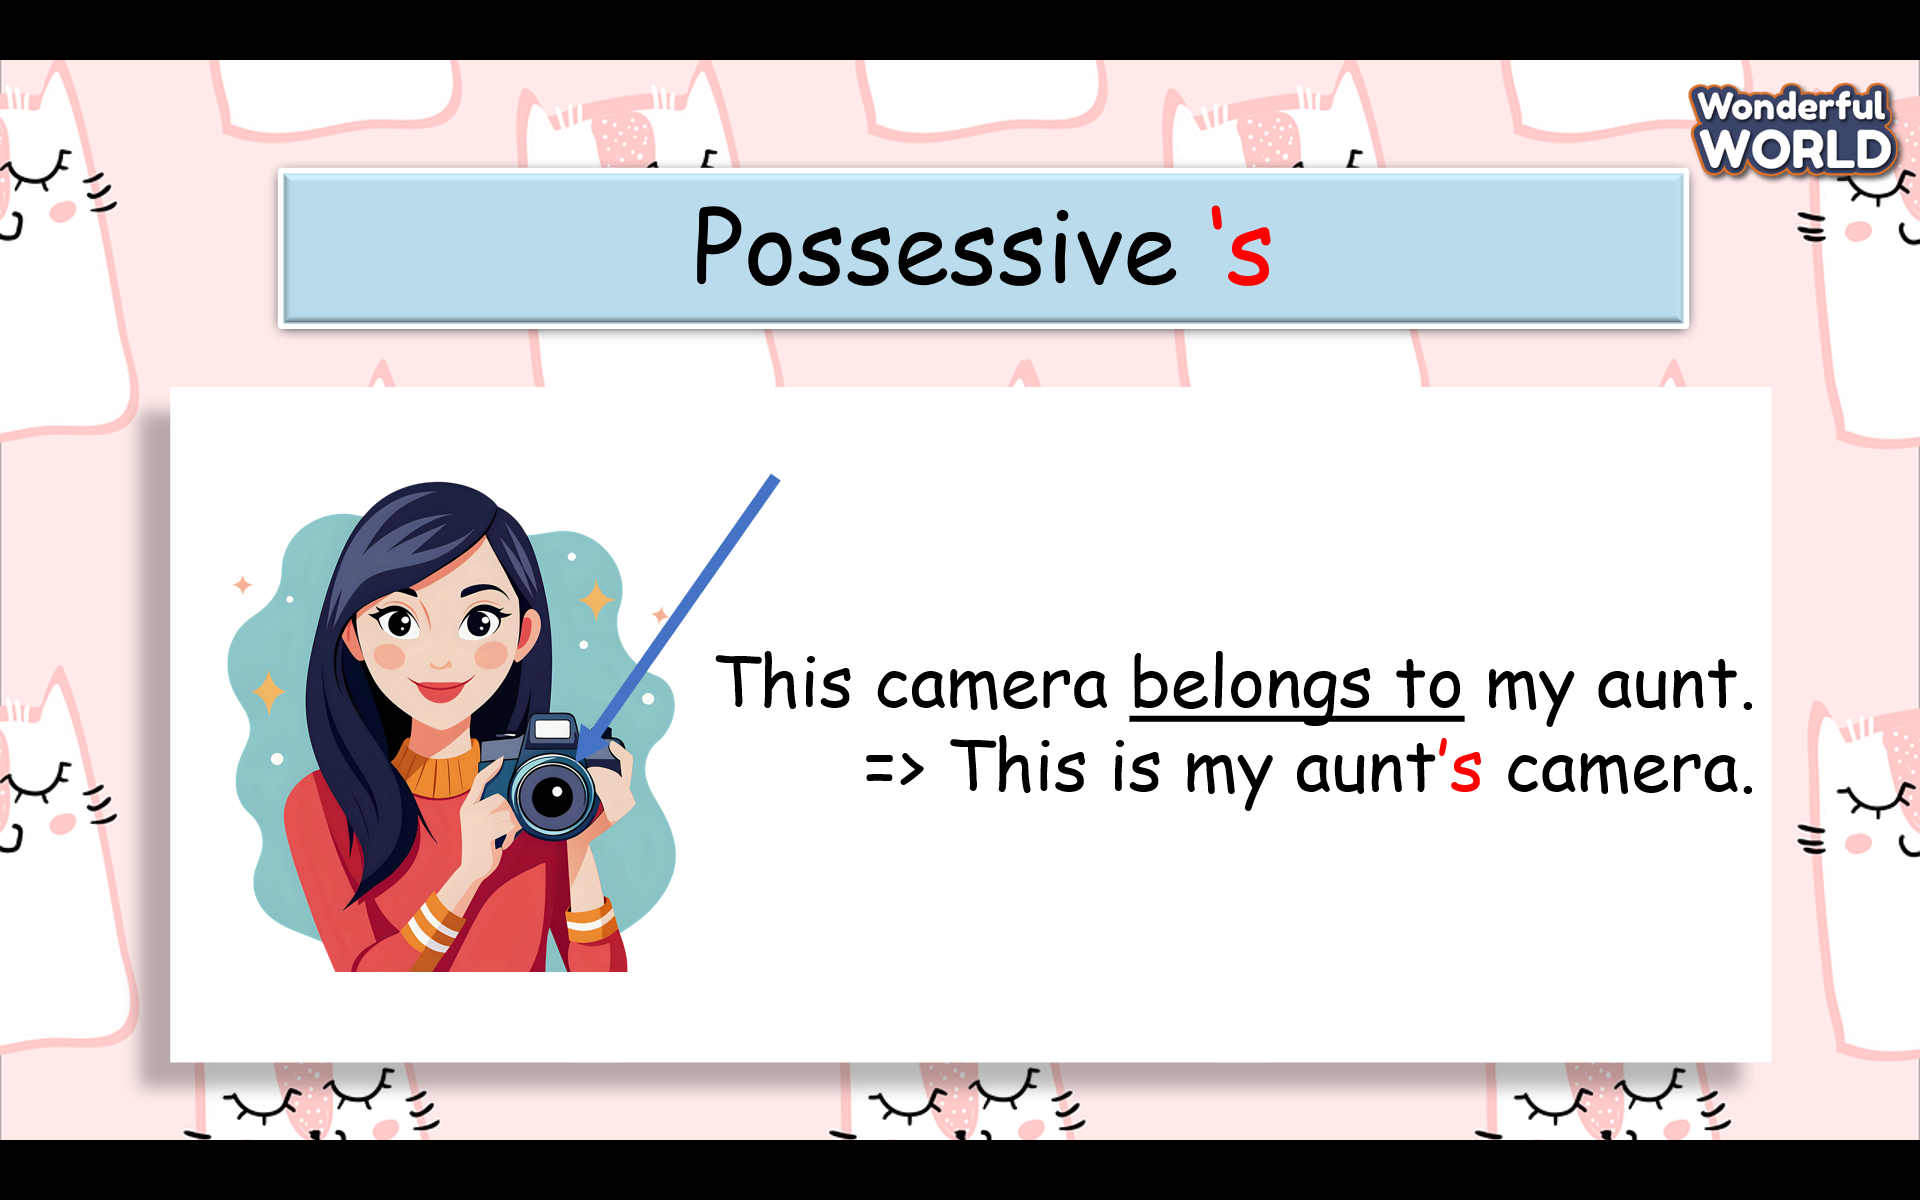 Wonderful
WORLD
Possessive ‘s
This camera belongs to my aunt.
=> This is my aunt’s camera.